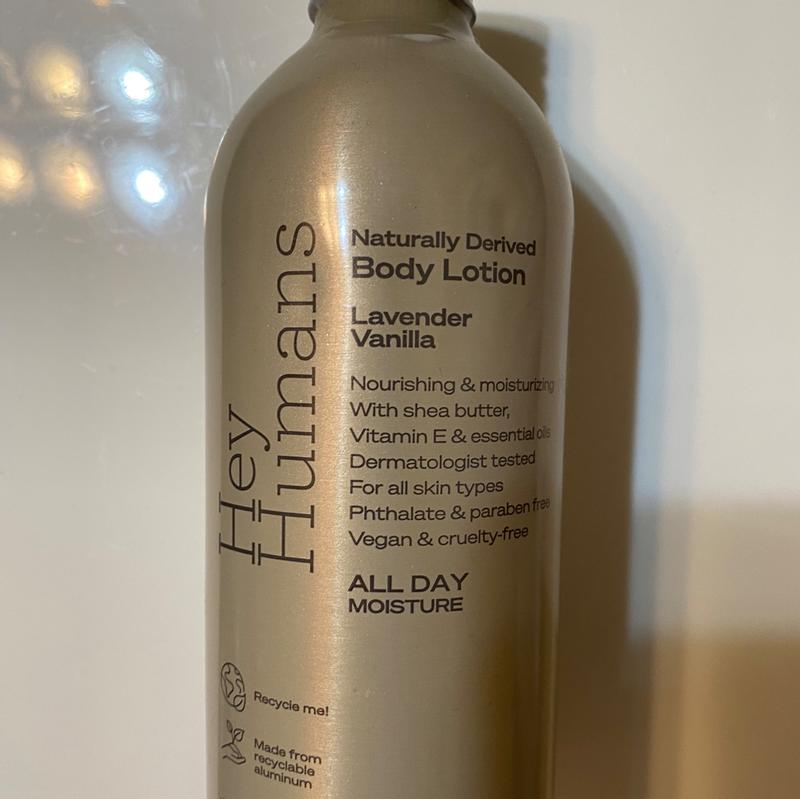 Hey
Humans
Naturally Derived
Body Lotion
Lavender
Vanilla
Nourishing & moisturizing
With shea butter,
Vitamin E & essential oils
Dermatologist tested
For all skin types
Phthalate & paraben free
Vegan & cruelty-free
ALL DAY
MOISTURE
Recycle me!
Made from
recyclable
aluminum